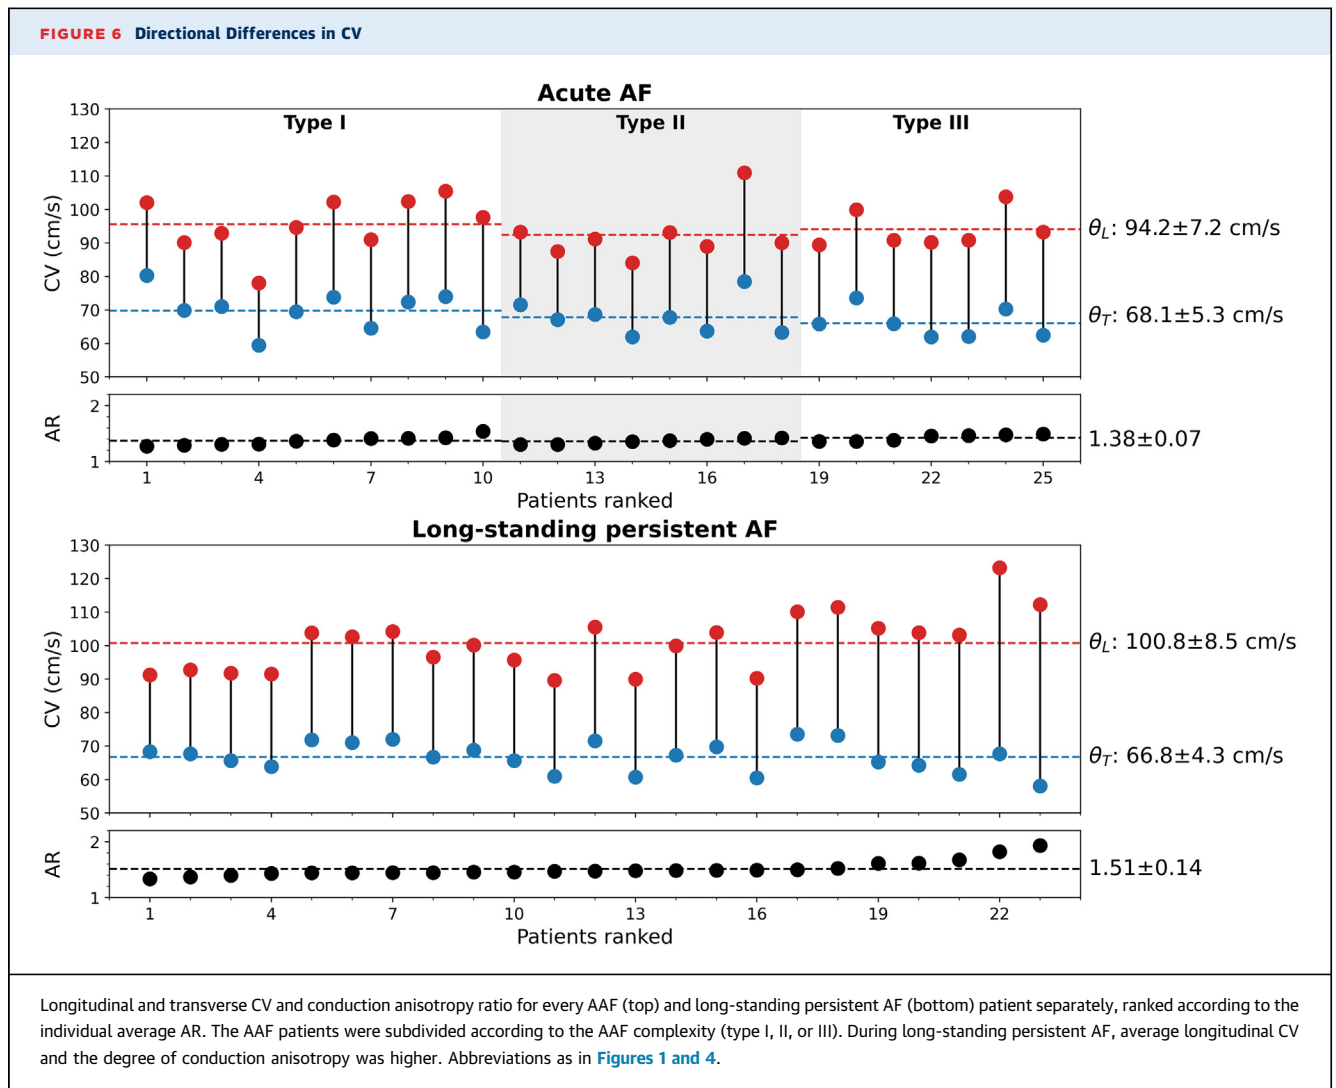 FIGURE 6 Directional Differences in CV
Acute AF
Type I Type II Type III
130
120
110
100
90
80
70
60
50
CV (cm/s)
θL: 94.2±7.2 cm/s
θT: 68.1±5.3 cm/s
2
1
AR
1.38±0.07
1 4 7 10 13 16 19 22 25
Patients ranked
Long-standing persistent AF
130
120
110
100
90
80
70
60
50
CV (cm/s)
θL: 100.8±8.5 cm/s
θT: 66.8±4.3 cm/s
2
1
AR
1.51±0.14
1 4 7 10 13 16 19 22
Patients ranked
Longitudinal and transverse CV and conduction anisotropy ratio for every AAF (top) and long-standing persistent AF (bottom) patient separately, ranked according to the
individual average AR. The AAF patients were subdivided according to the AAF complexity (type I, II, or III). During long-standing persistent AF, average longitudinal CV
and the degree of conduction anisotropy was higher. Abbreviations as in Figures 1 and 4.